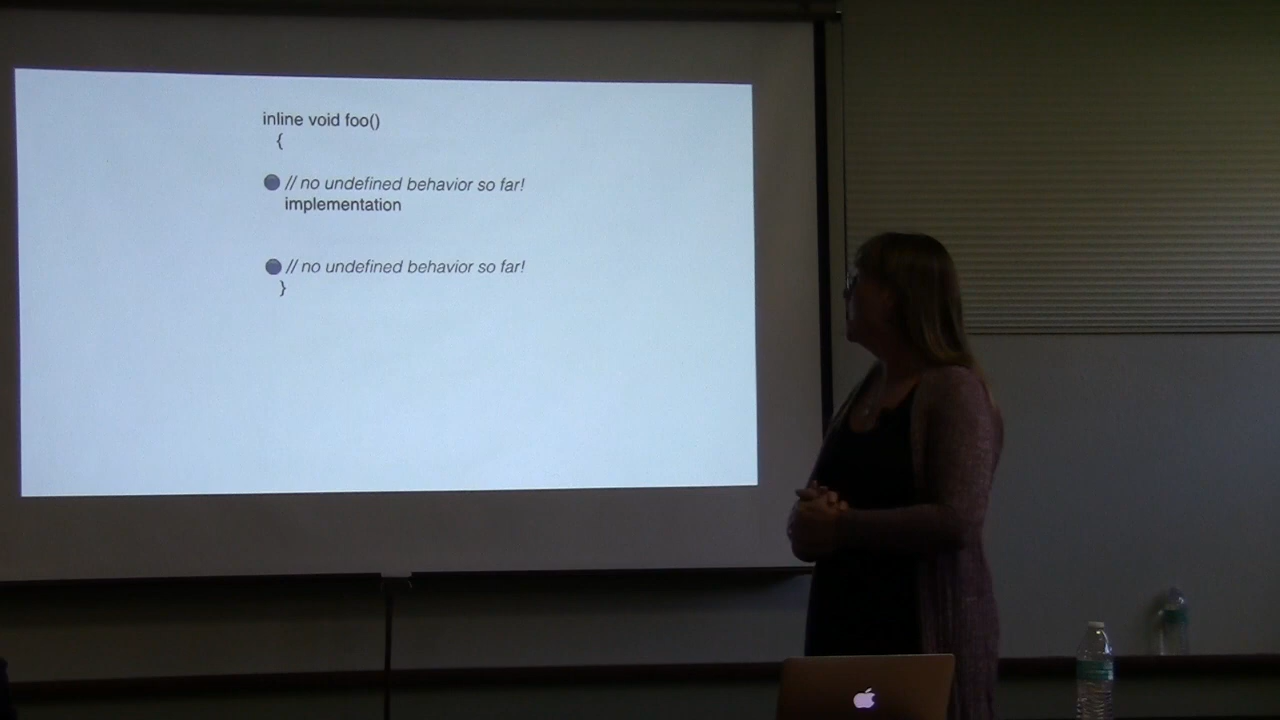 inline void foo()
{
// no undefined behavior so far!
implementation
// no undefined behavior so far!
}